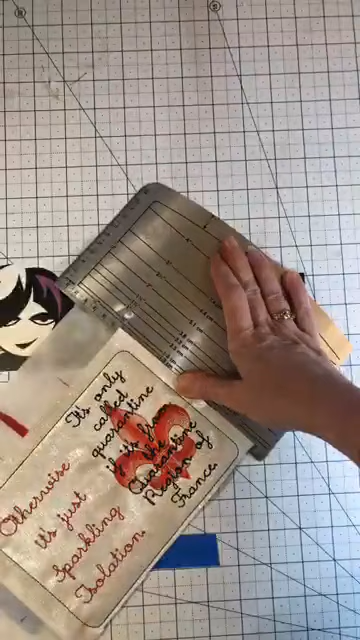 It's only
called
quarantine
if it's from
the
Quarantine
Region of
France.
Otherwise
it's just
Sparkling
Isolation